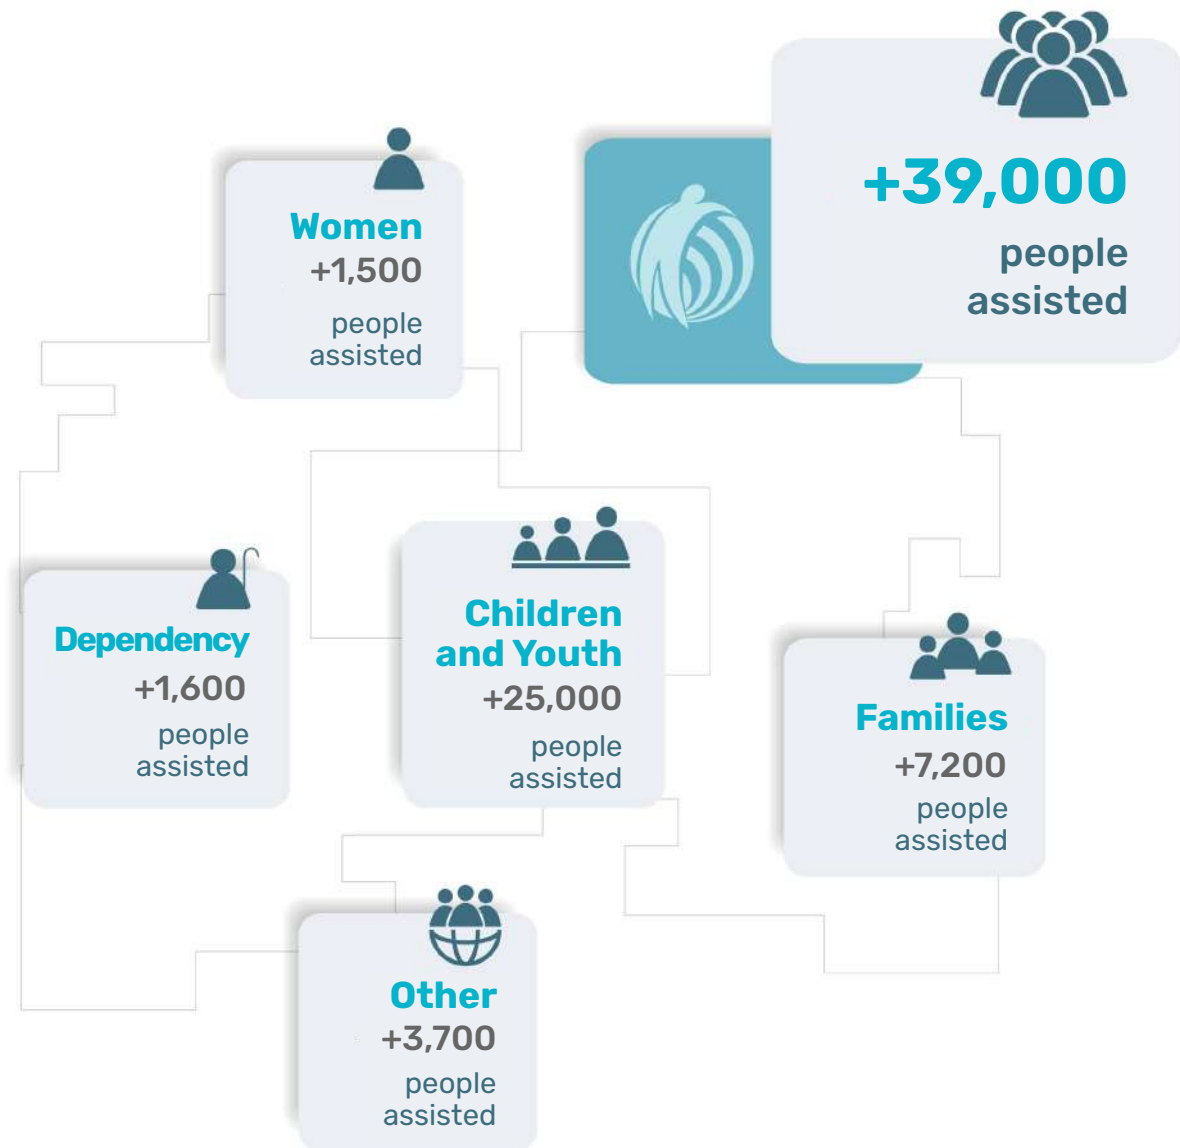 +39,000
people
assisted
Women
+1,500
people
assisted
Dependency
+1,600
people
assisted
Children
and Youth
+25,000
people
assisted
Families
+7,200
people
assisted
Other
+3,700
people
assisted